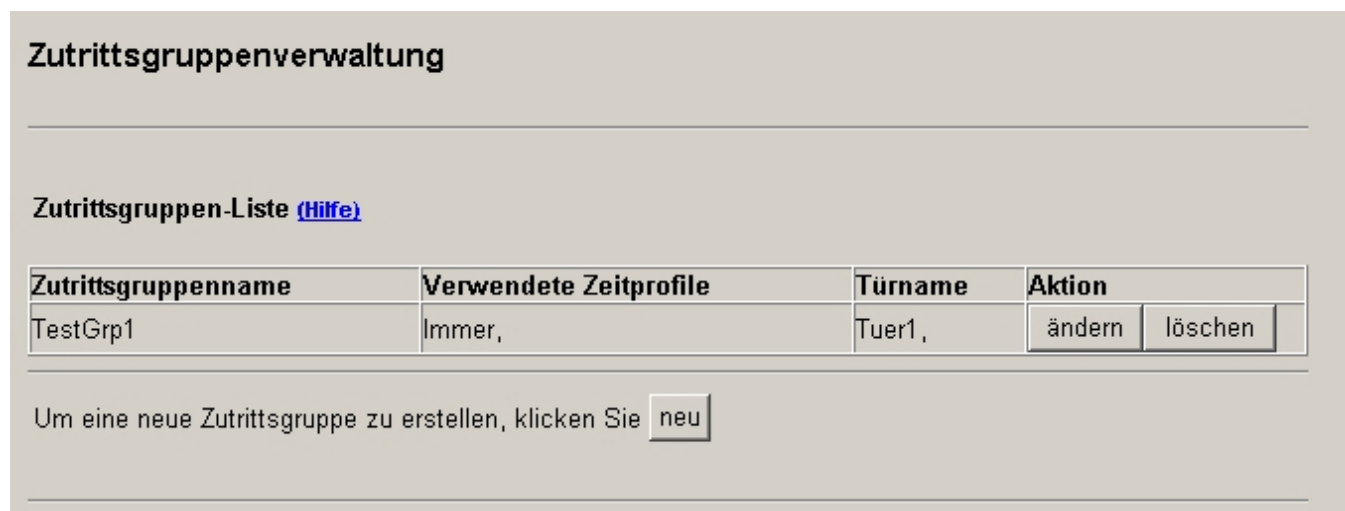 Zutrittsgruppenverwaltung
Zutrittsgruppen-Liste (Hilfe)
Zutrittsgruppenname Verwendete Zeitprofile Türname Aktion
TestGrp1 Immer, Tuer1, ändern löschen
Um eine neue Zutrittsgruppe zu erstellen, klicken Sie neu